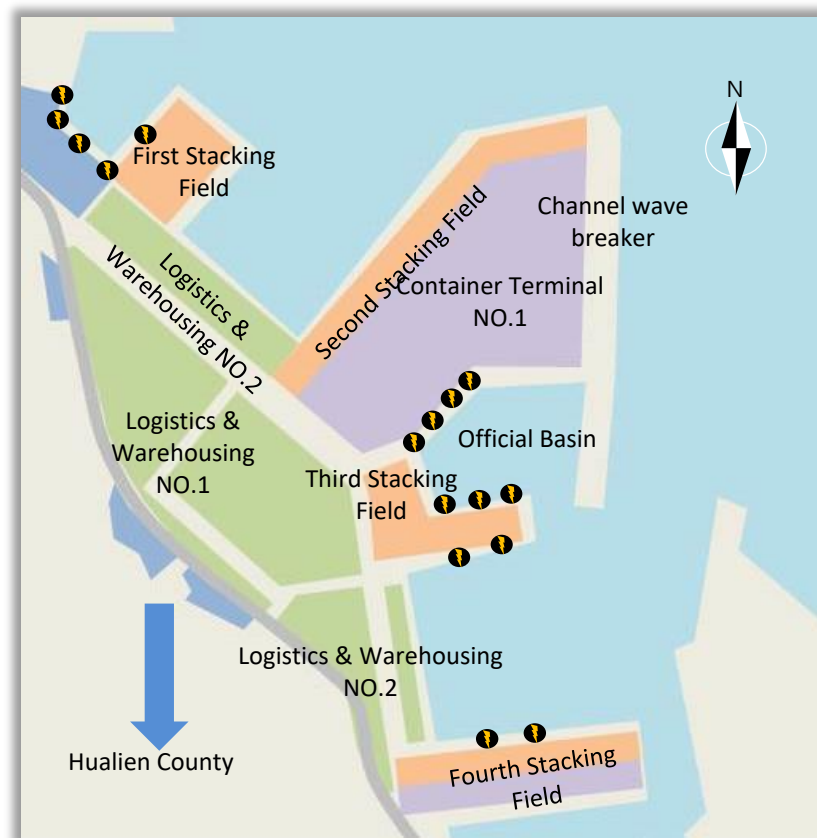 N
First Stacking
Field
Channel wave
breaker
Logistics &
Warehousing NO.2
Second Stacking Field
Container Terminal
NO.1
Logistics &
Warehousing
NO.1
Official Basin
Third Stacking
Field
Logistics & Warehousing
NO.2
Hualien County
Fourth Stacking
Field